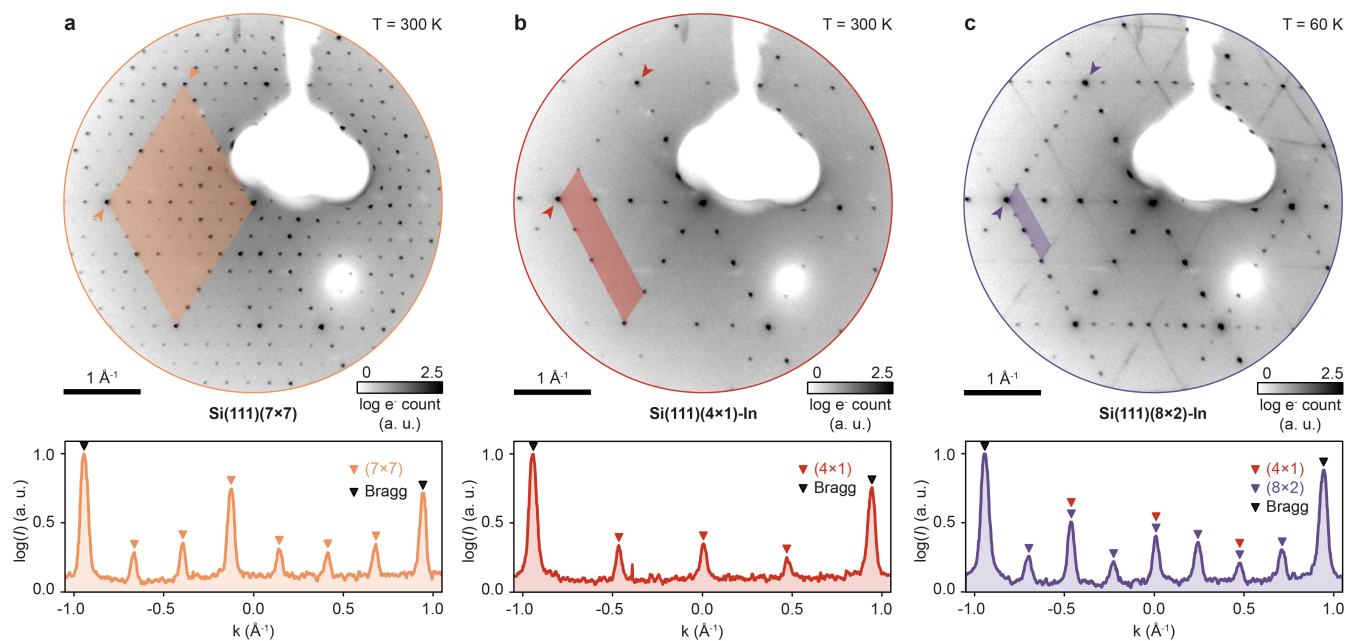 a
T = 300 K
1 Å⁻¹
0 2.5
log e⁻ count
(a. u.)
Si(111)(7×7)
log(I) (a. u.)
1.0
0.5
0.0
(7×7)
Bragg
-1.0 -0.5 0.0 0.5 1.0
k (Å⁻¹)
b
T = 300 K
1 Å⁻¹
0 2.5
log e⁻ count
(a. u.)
Si(111)(4×1)-In
log(I) (a. u.)
1.0
0.5
0.0
(4×1)
Bragg
-1.0 -0.5 0.0 0.5 1.0
k (Å⁻¹)
c
T = 60 K
1 Å⁻¹
0 2.5
log e⁻ count
(a. u.)
Si(111)(8×2)-In
log(I) (a. u.)
1.0
0.5
0.0
(4×1)
(8×2)
Bragg
-1.0 -0.5 0.0 0.5 1.0
k (Å⁻¹)